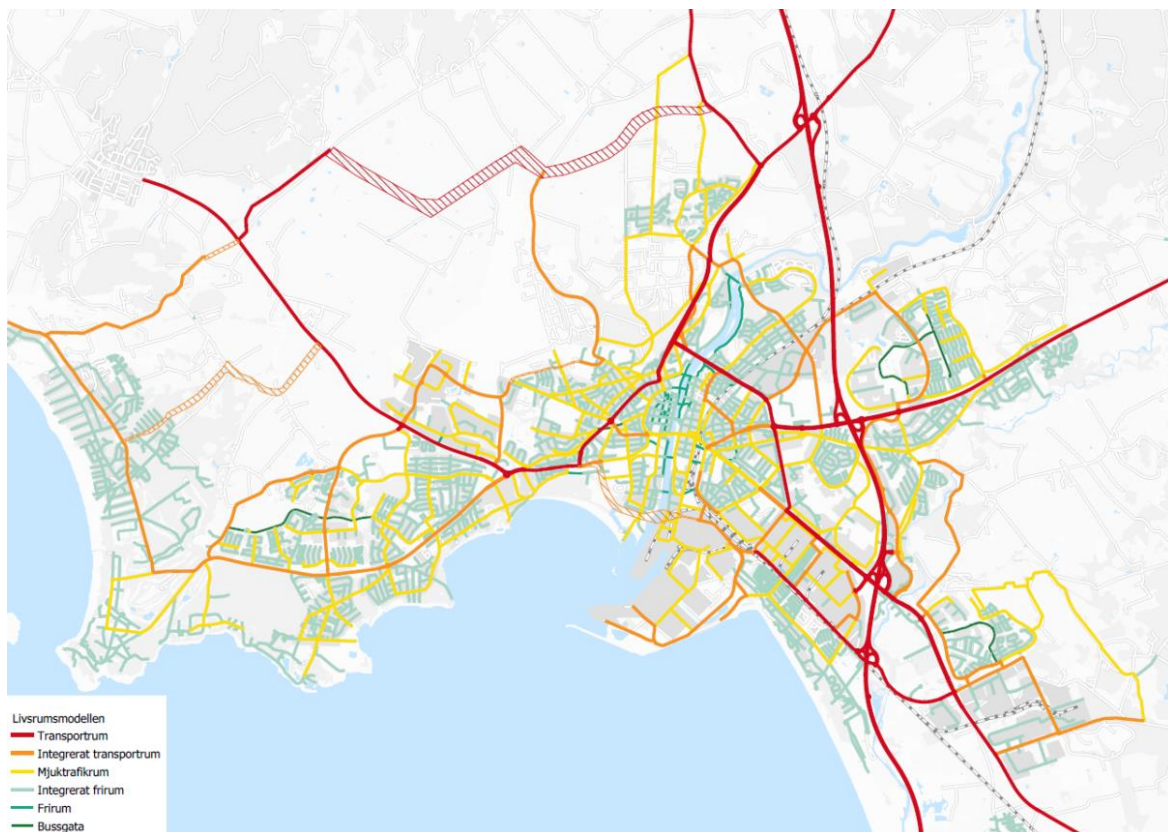 Livsrumsmodellen
Transportrum
Integrerat transportrum
Mjuktrafikrum
Integrerat frirum
Frirum
Bussgata